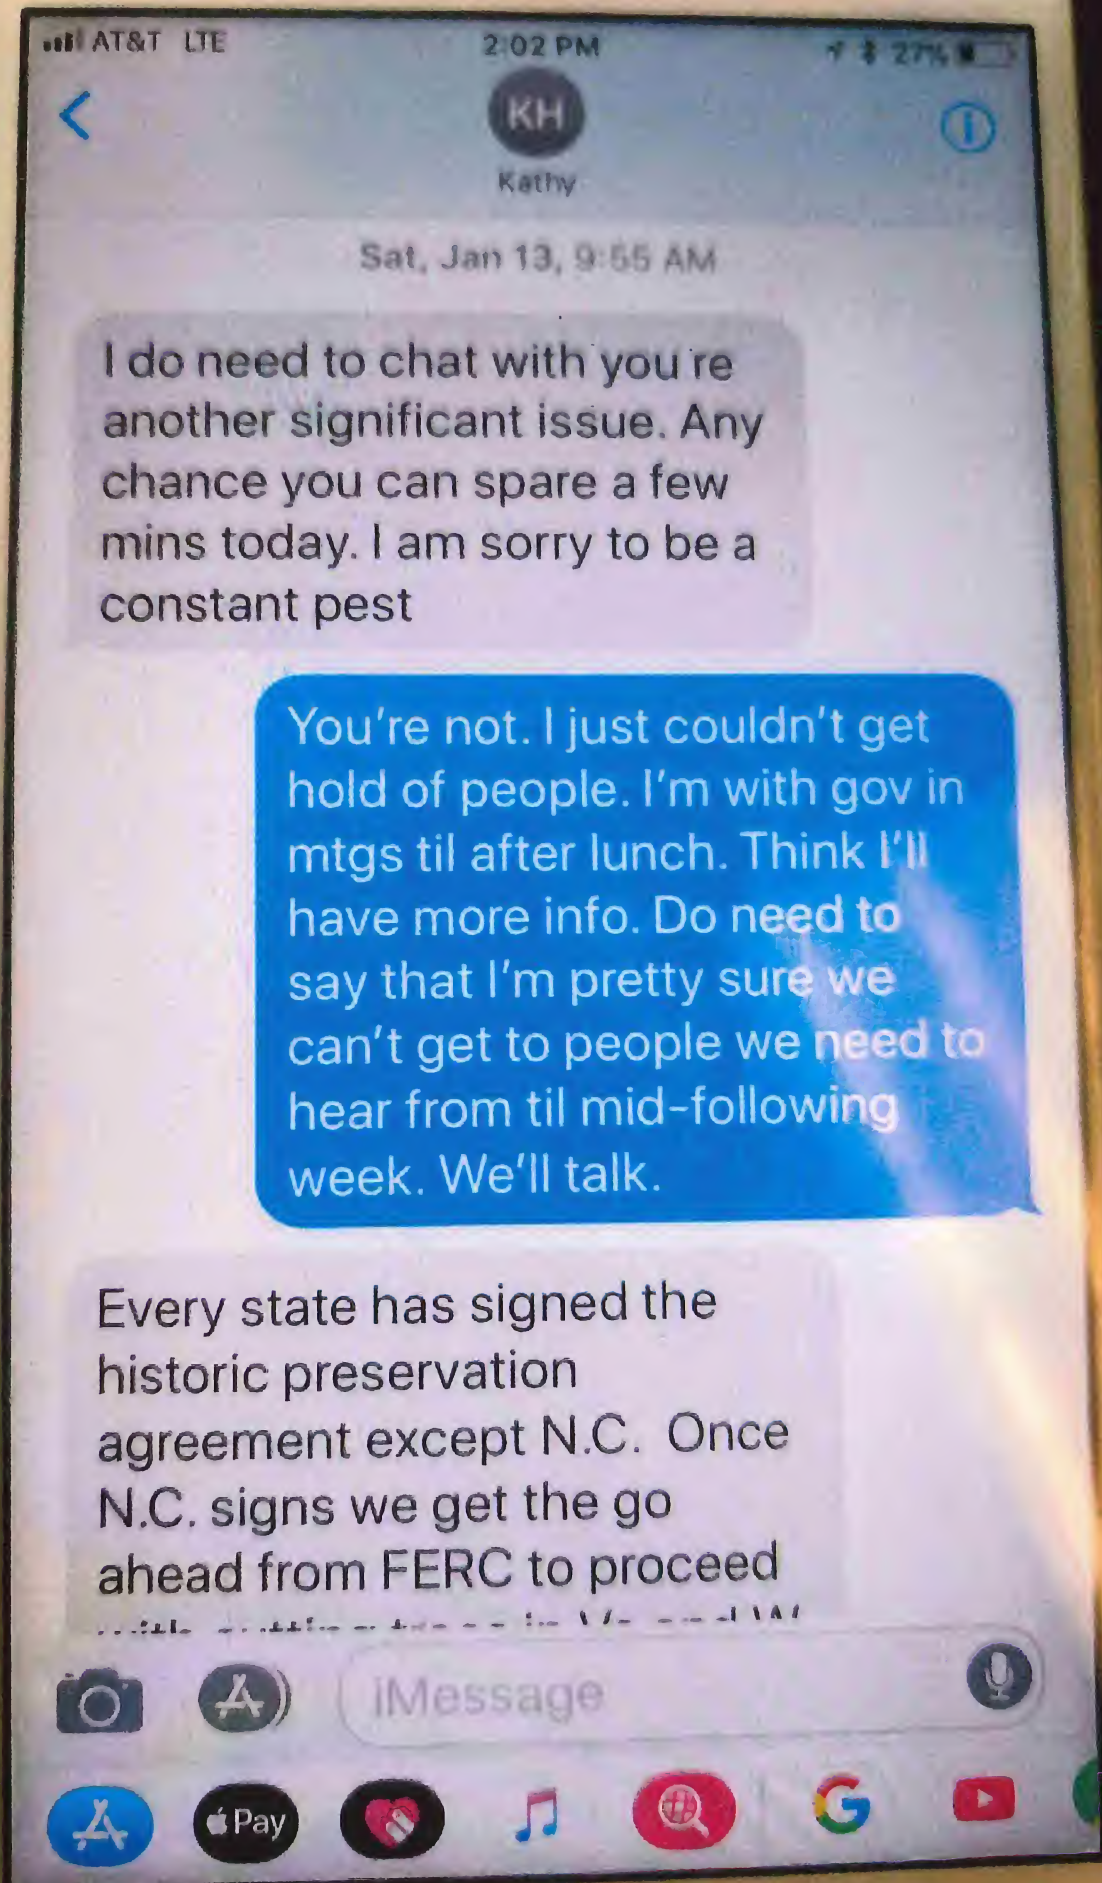 AT&T LTE 2:02 PM 27%
KH
Kathy
Sat, Jan 13, 9:55 AM
I do need to chat with you re
another significant issue. Any
chance you can spare a few
mins today. I am sorry to be a
constant pest
You're not. I just couldn't get
hold of people. I'm with gov in
mtgs til after lunch. Think I'll
have more info. Do need to
say that I'm pretty sure we
can't get to people we need to
hear from til mid-following
week. We'll talk.
Every state has signed the
historic preservation
agreement except N.C. Once
N.C. signs we get the go
ahead from FERC to proceed
iMessage
Pay